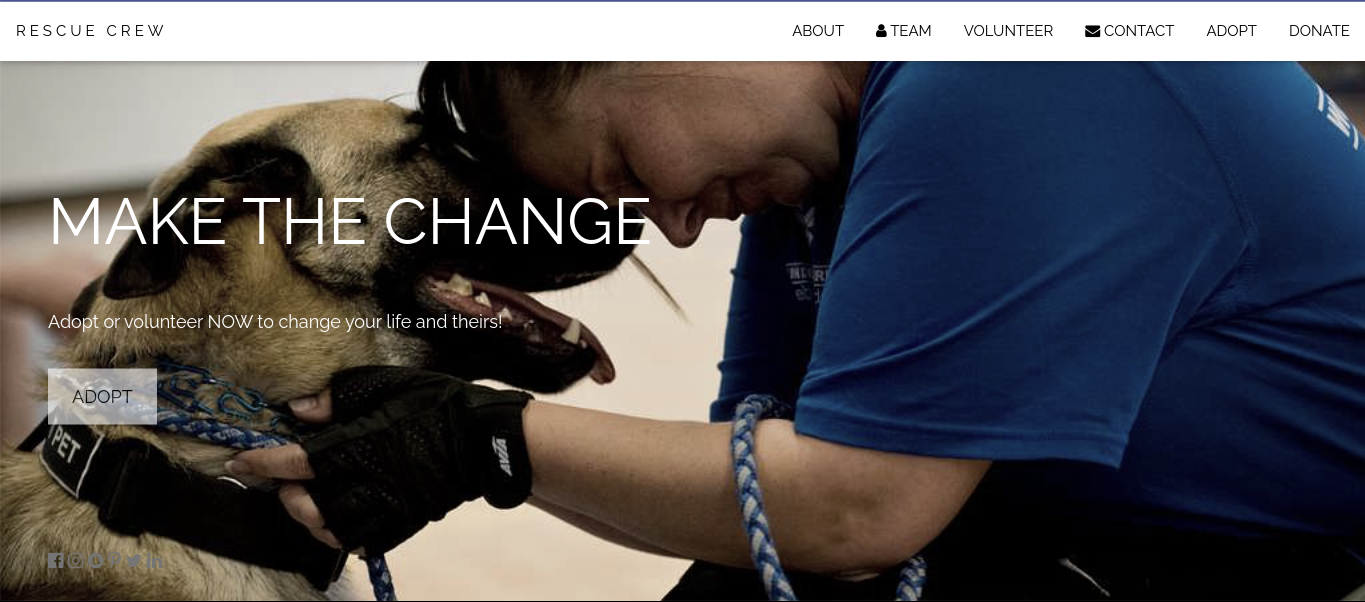 RESCUE CREW
ABOUT
TEAM
VOLUNTEER
CONTACT
ADOPT
DONATE
MAKE THE CHANGE
Adopt or volunteer NOW to change your life and theirs!
ADOPT
PET
AVIA